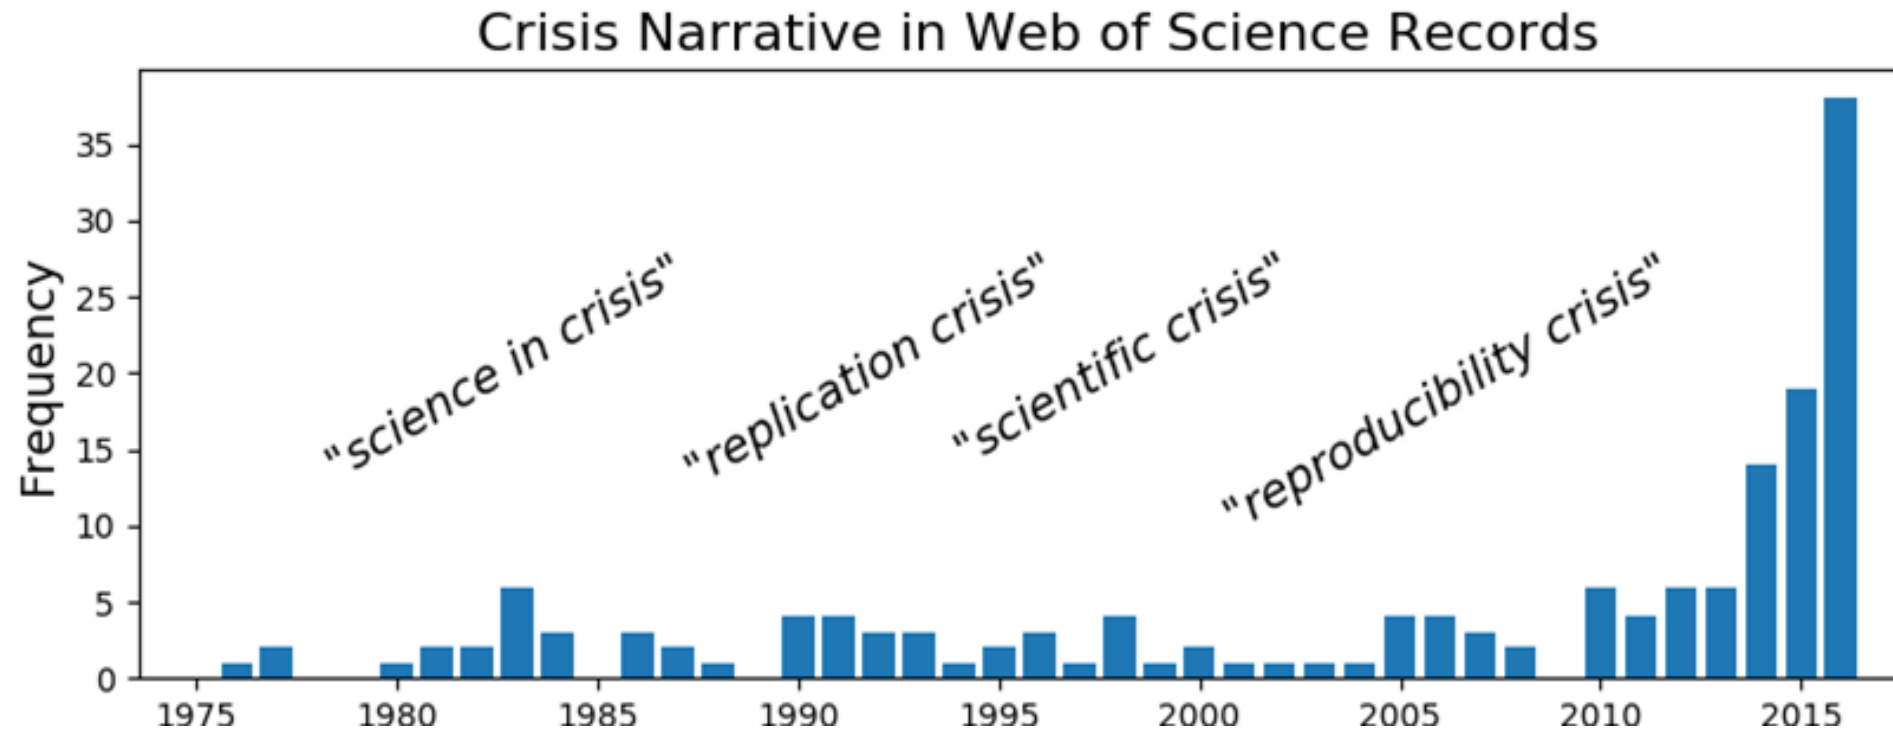 Crisis Narrative in Web of Science Records
Frequency
35
30
25
20
15
10
5
0
"science in crisis"
"replication crisis"
"scientific crisis"
"reproducibility crisis"
1975 1980 1985 1990 1995 2000 2005 2010 2015